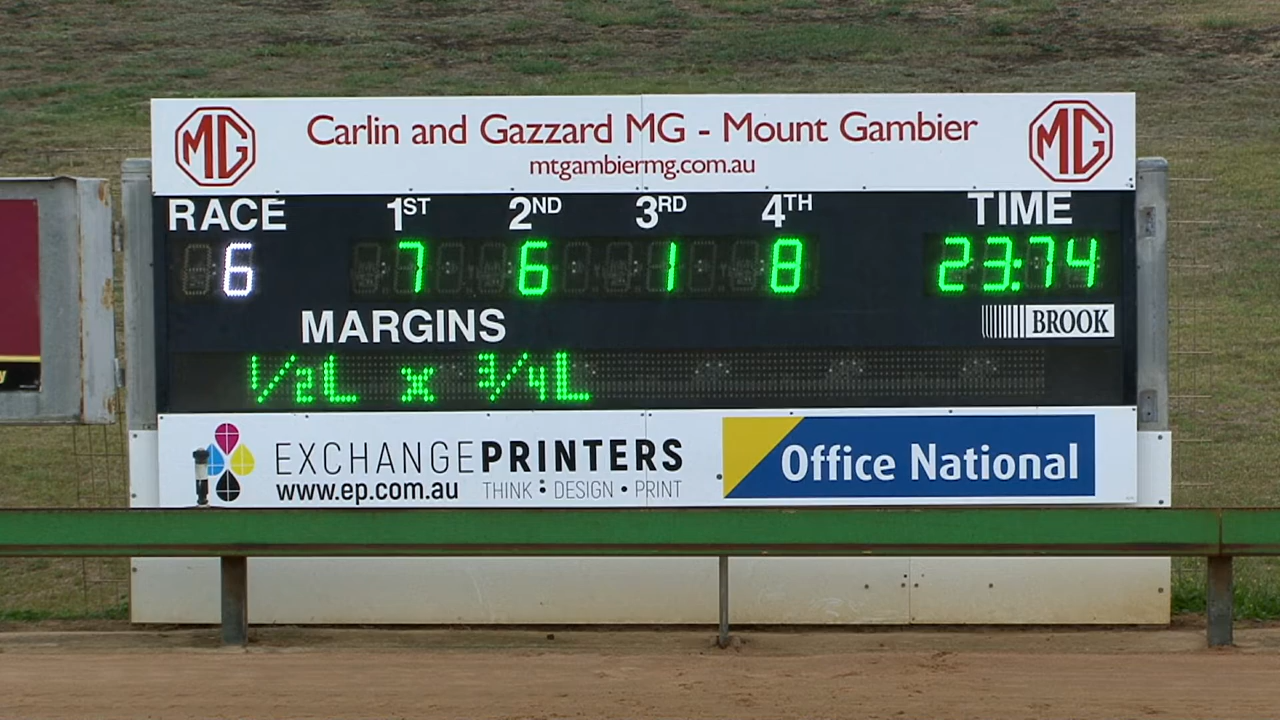 MG Carlin and Gazzard MG - Mount Gambier MG
mtgambiermg.com.au
RACE 1ST 2ND 3RD 4TH TIME
6 7 6 1 8 23:74
MARGINS
BROOK
1/2L x 3/4L
EXCHANGEPRINTERS
www.ep.com.au THINK • DESIGN • PRINT
Office National